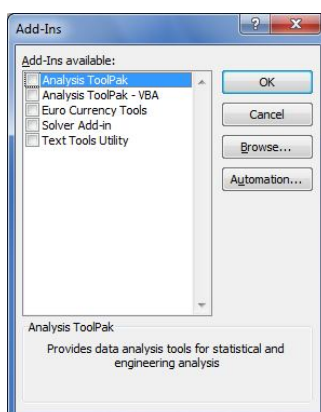 Add-Ins
Add-Ins available:
Analysis ToolPak
Analysis ToolPak - VBA
Euro Currency Tools
Solver Add-in
Text Tools Utility
OK
Cancel
Browse...
Automation...
Analysis ToolPak
Provides data analysis tools for statistical and
engineering analysis